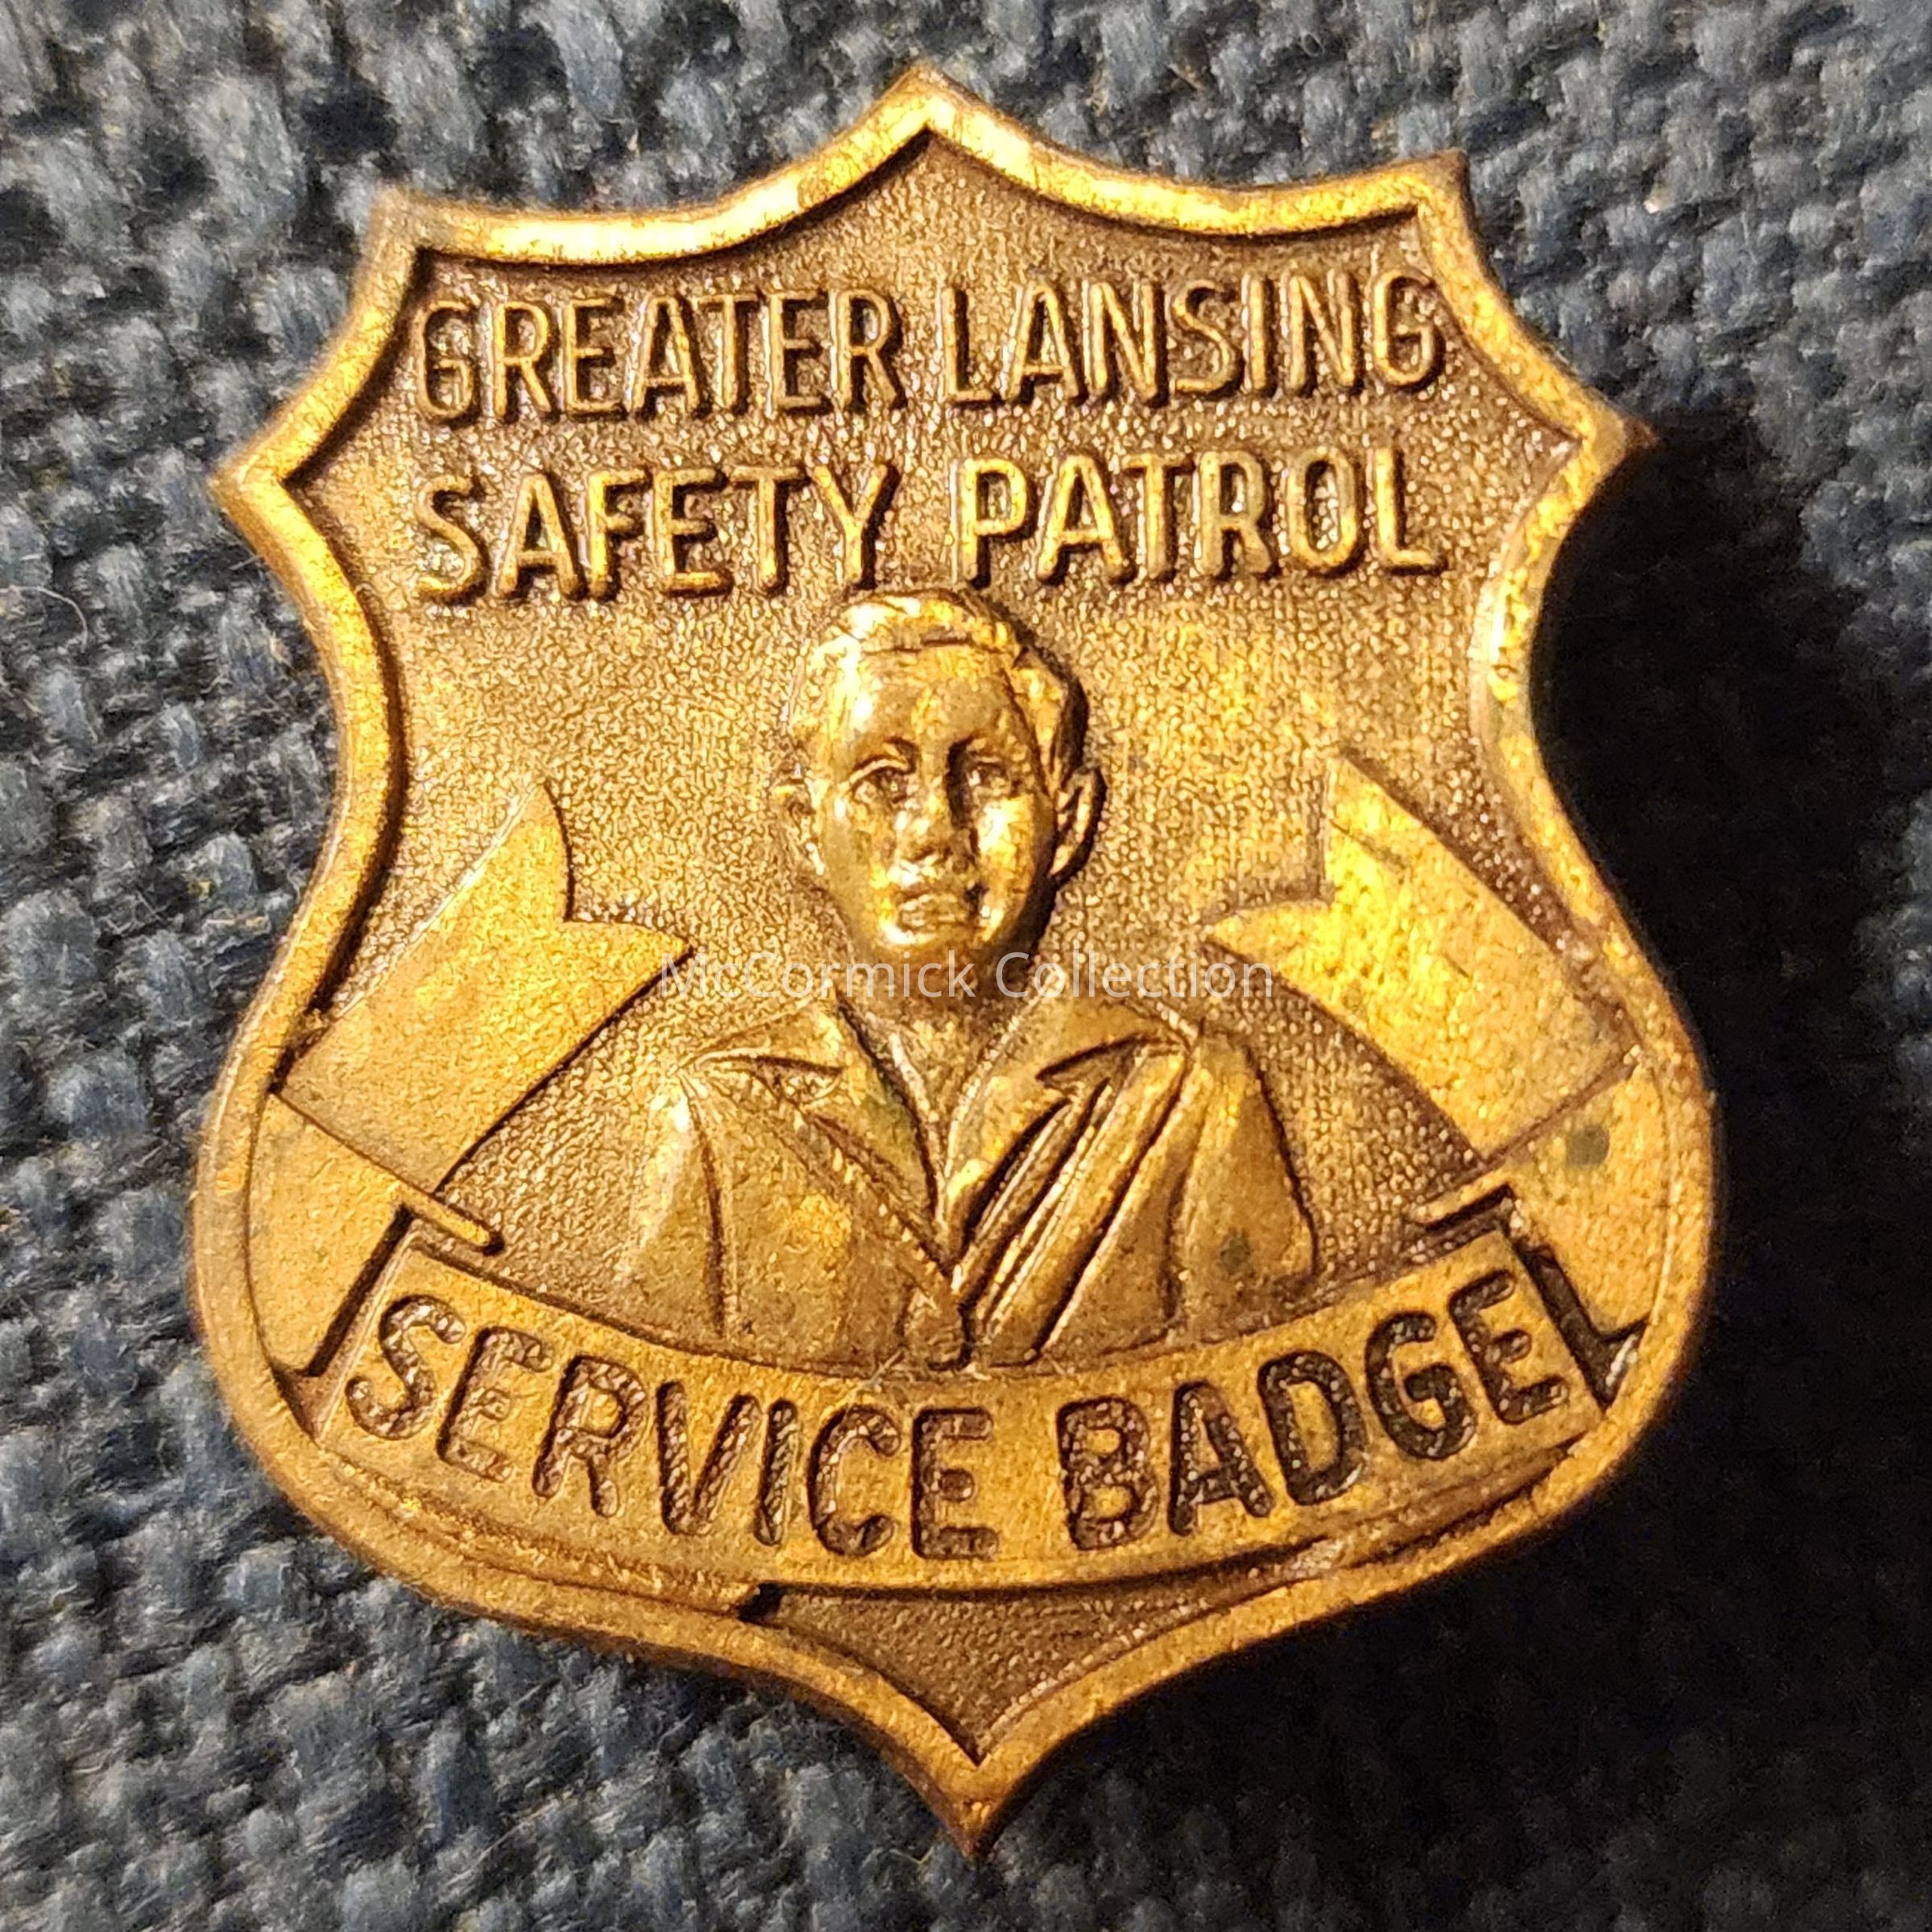 GREATER LANSING
SAFETY PATROL
McCormick Collection
SERVICE BADGE